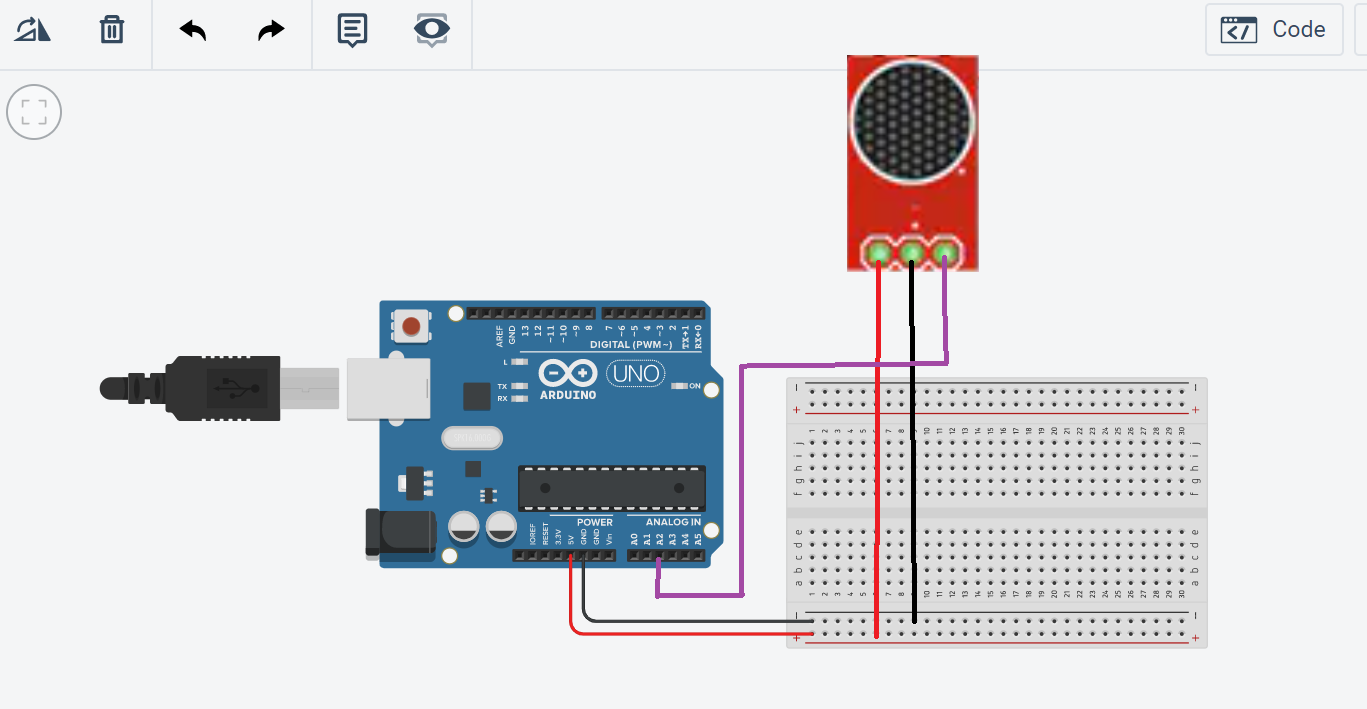 Code
AREF
GND
13
12
~11
~10
~9
8
7
~6
~5
4
~3
2
TX→1
RX←0
DIGITAL (PWM~)
L
TX
RX
UNO
ON
ARDUINO
POWER
ANALOG IN
IOREF
RESET
3.3V
5V
GND
GND
Vin
A0
A1
A2
A3
A4
A5
- -
+ +
1 2 3 4 5 7 8 10 11 12 13 14 15 16 17 18 19 20 21 22 23 24 25 26 27 28 29 30
j j
i i
h h
g g
f f
e e
d d
c c
b b
a a
1 2 3 4 5 7 8 10 11 12 13 14 15 16 17 18 19 20 21 22 23 24 25 26 27 28 29 30
- -
+ +